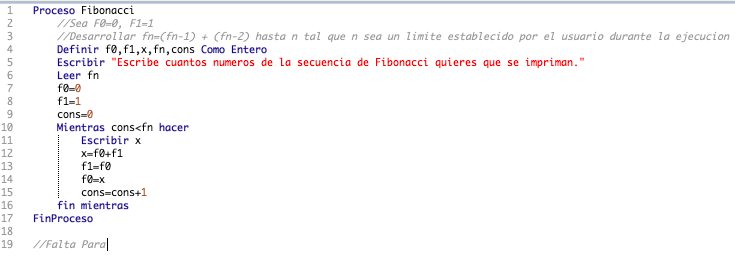 1 Proceso Fibonacci
2 //Sea F0=0, F1=1
3 //Desarrollar fn=(fn-1) + (fn-2) hasta n tal que n sea un limite establecido por el usuario durante la ejecucion
4 Definir f0,f1,x,fn,cons Como Entero
5 Escribir "Escribe cuantos numeros de la secuencia de Fibonacci quieres que se impriman."
6 Leer fn
7 f0=0
8 f1=1
9 cons=0
10 Mientras cons<fn hacer
11 Escribir x
12 x=f0+f1
13 f1=f0
14 f0=x
15 cons=cons+1
16 fin mientras
17 FinProceso
18
19 //Falta Para